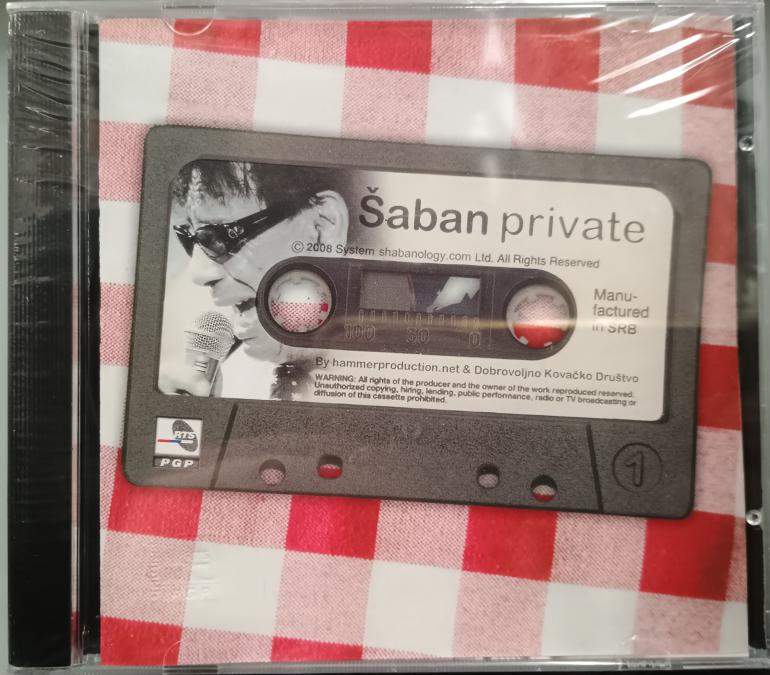 Šaban private
© 2008 System shabanology.com Ltd. All Rights Reserved
Manu-
factured
in SRB
100 50 0
By hammerproduction.net & Dobrovoljno Kovačko Društvo
WARNING: All rights of the producer and the owner of the work reproduced reserved.
Unauthorized copying, hiring, lending, public performance, radio or TV broadcasting or
diffusion of this cassette prohibited.
RTS
PGP
1